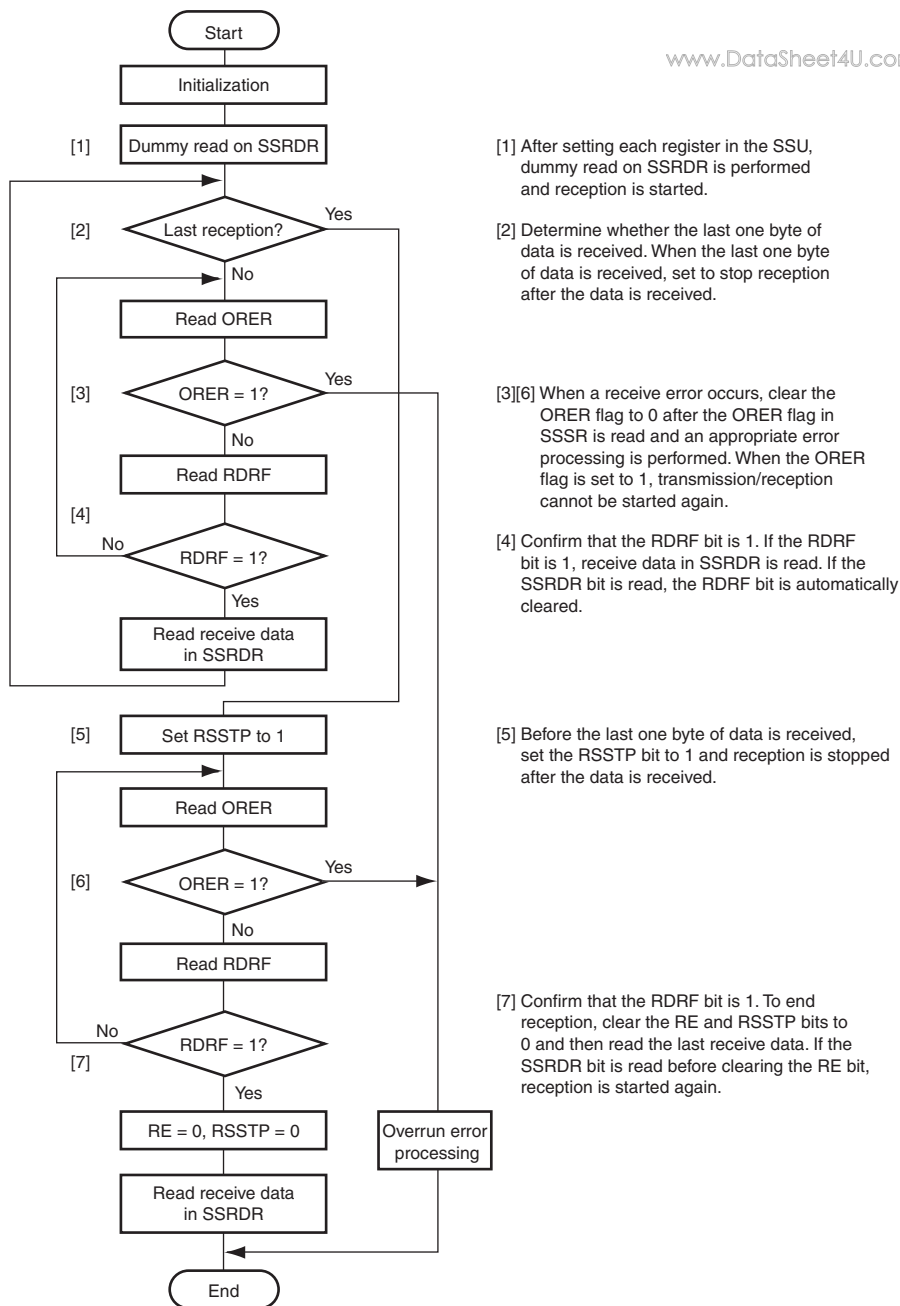 Start
www.DataSheet4U.co
Initialization
[1]
Dummy read on SSRDR
[2]
Last reception?
Yes
No
Read ORER
[3]
ORER = 1?
Yes
No
Read RDRF
[4]
No
RDRF = 1?
Yes
Read receive data
in SSRDR
[5]
Set RSSTP to 1
Read ORER
[6]
ORER = 1?
Yes
No
Read RDRF
No
RDRF = 1?
[7]
Yes
RE = 0, RSSTP = 0
Overrun error
processing
Read receive data
in SSRDR
End
[1] After setting each register in the SSU,
dummy read on SSRDR is performed
and reception is started.
[2] Determine whether the last one byte of
data is received. When the last one byte
of data is received, set to stop reception
after the data is received.
[3][6] When a receive error occurs, clear the
ORER flag to 0 after the ORER flag in
SSSR is read and an appropriate error
processing is performed. When the ORER
flag is set to 1, transmission/reception
cannot be started again.
[4] Confirm that the RDRF bit is 1. If the RDRF
bit is 1, receive data in SSRDR is read. If the
SSRDR bit is read, the RDRF bit is automatically
cleared.
[5] Before the last one byte of data is received,
set the RSSTP bit to 1 and reception is stopped
after the data is received.
[7] Confirm that the RDRF bit is 1. To end
reception, clear the RE and RSSTP bits to
0 and then read the last receive data. If the
SSRDR bit is read before clearing the RE bit,
reception is started again.